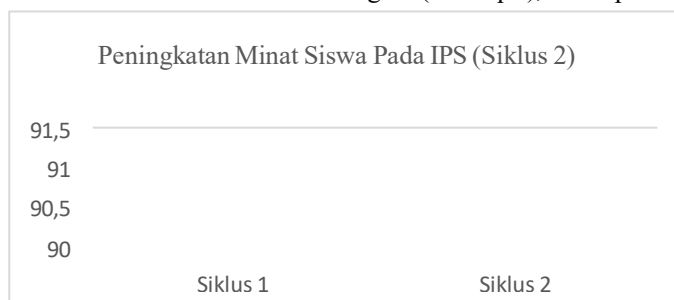 Peningkatan Minat Siswa Pada IPS (Siklus 2)
91,5
91
90,5
90
Siklus 1 Siklus 2